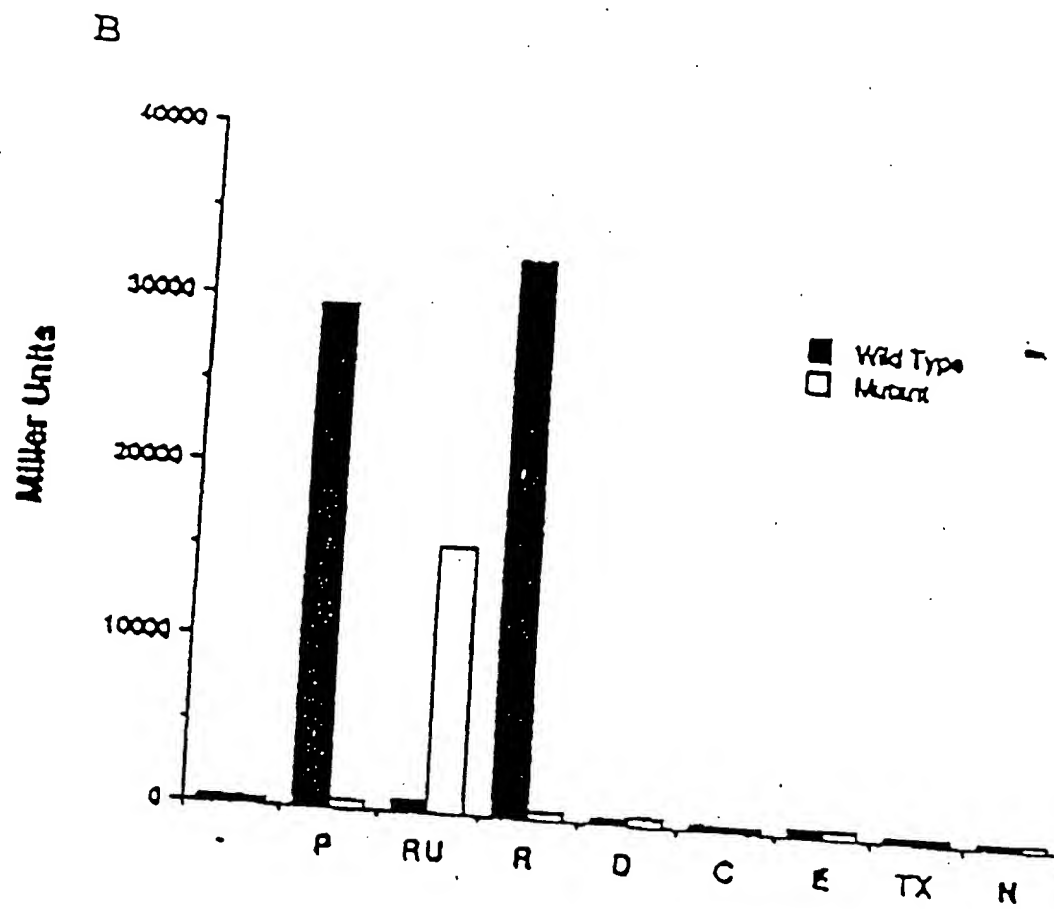 B
40000
30000
20000
10000
0
Miller Units
Wild Type
Mutant
- P RU R D C E TX N